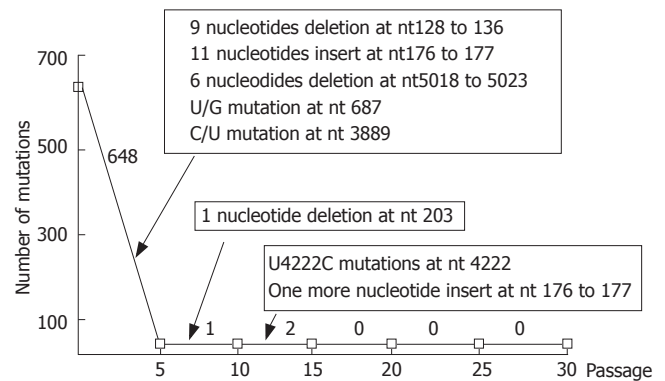 9 nucleotides deletion at nt128 to 136
11 nucleotides insert at nt176 to 177
6 nucleodides deletion at nt5018 to 5023
U/G mutation at nt 687
C/U mutation at nt 3889
700
500
300
100
Number of mutations
648
1 nucleotide deletion at nt 203
U4222C mutations at nt 4222
One more nucleotide insert at nt 176 to 177
1 2 0 0 0
5 10 15 20 25 30 Passage